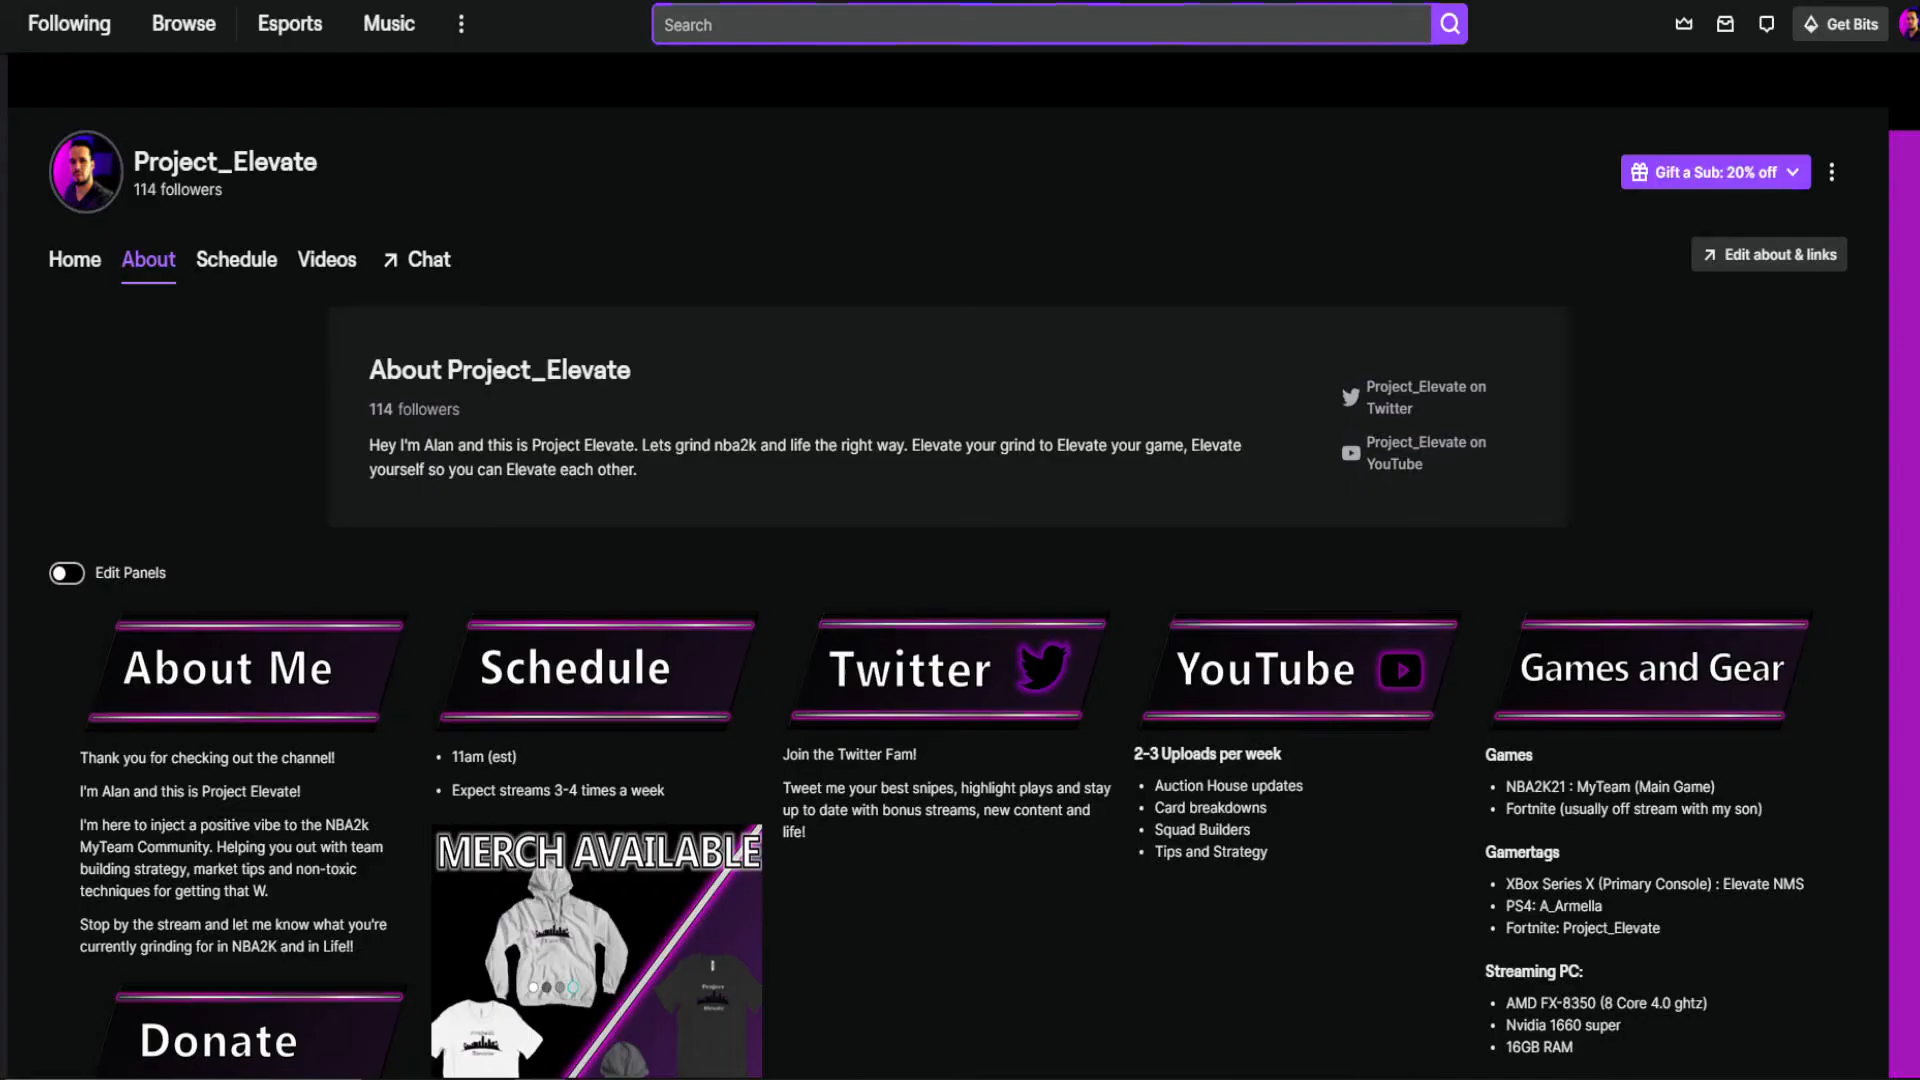 Following
Browse
Esports
Music
Search
Get Bits
Project_Elevate
114 followers
Gift a Sub: 20% off
Home
About
Schedule
Videos
Chat
Edit about & links
About Project_Elevate
114 followers
Hey I'm Alan and this is Project Elevate. Lets grind nba2k and life the right way. Elevate your grind to Elevate your game, Elevate
yourself so you can Elevate each other.
Project_Elevate on
Twitter
Project_Elevate on
YouTube
Edit Panels
About Me
Thank you for checking out the channel!
I'm Alan and this is Project Elevate!
I'm here to inject a positive vibe to the NBA2k
MyTeam Community. Helping you out with team
building strategy, market tips and non-toxic
techniques for getting that W.
Stop by the stream and let me know what you're
currently grinding for in NBA2K and in Life!!
Donate
Schedule
• 11am (est)
• Expect streams 3-4 times a week
MERCH AVAILABLE
Project
Elevate
Twitter
Join the Twitter Fam!
Tweet me your best snipes, highlight plays and stay
up to date with bonus streams, new content and
life!
YouTube
2-3 Uploads per week
• Auction House updates
• Card breakdowns
• Squad Builders
• Tips and Strategy
Games and Gear
Games
• NBA2K21 : MyTeam (Main Game)
• Fortnite (usually off stream with my son)
Gamertags
• XBox Series X (Primary Console) : Elevate NMS
• PS4: A_Armella
• Fortnite: Project_Elevate
Streaming PC:
• AMD FX-8350 (8 Core 4.0 ghtz)
• Nvidia 1660 super
• 16GB RAM